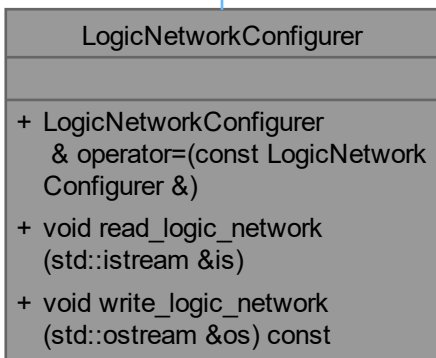 LogicNetworkConfigurer
+ LogicNetworkConfigurer
& operator=(const LogicNetwork
Configurer &)
+ void read_logic_network
(std::istream &is)
+ void write_logic_network
(std::ostream &os) const